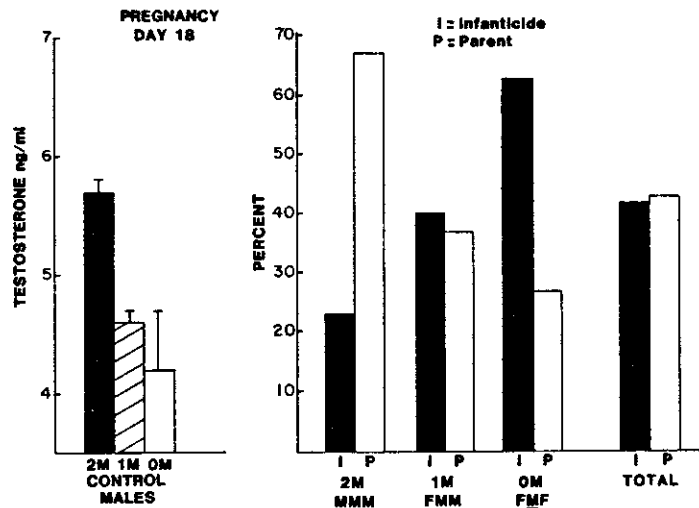 PREGNANCY
DAY 18
TESTOSTERONE ng/ml
7
6
5
4
2M 1M 0M
CONTROL
MALES
I = Infanticide
P = Parent
PERCENT
70
60
50
40
30
20
10
I P I P I P I P
2M 1M 0M TOTAL
MMM FMM FMF